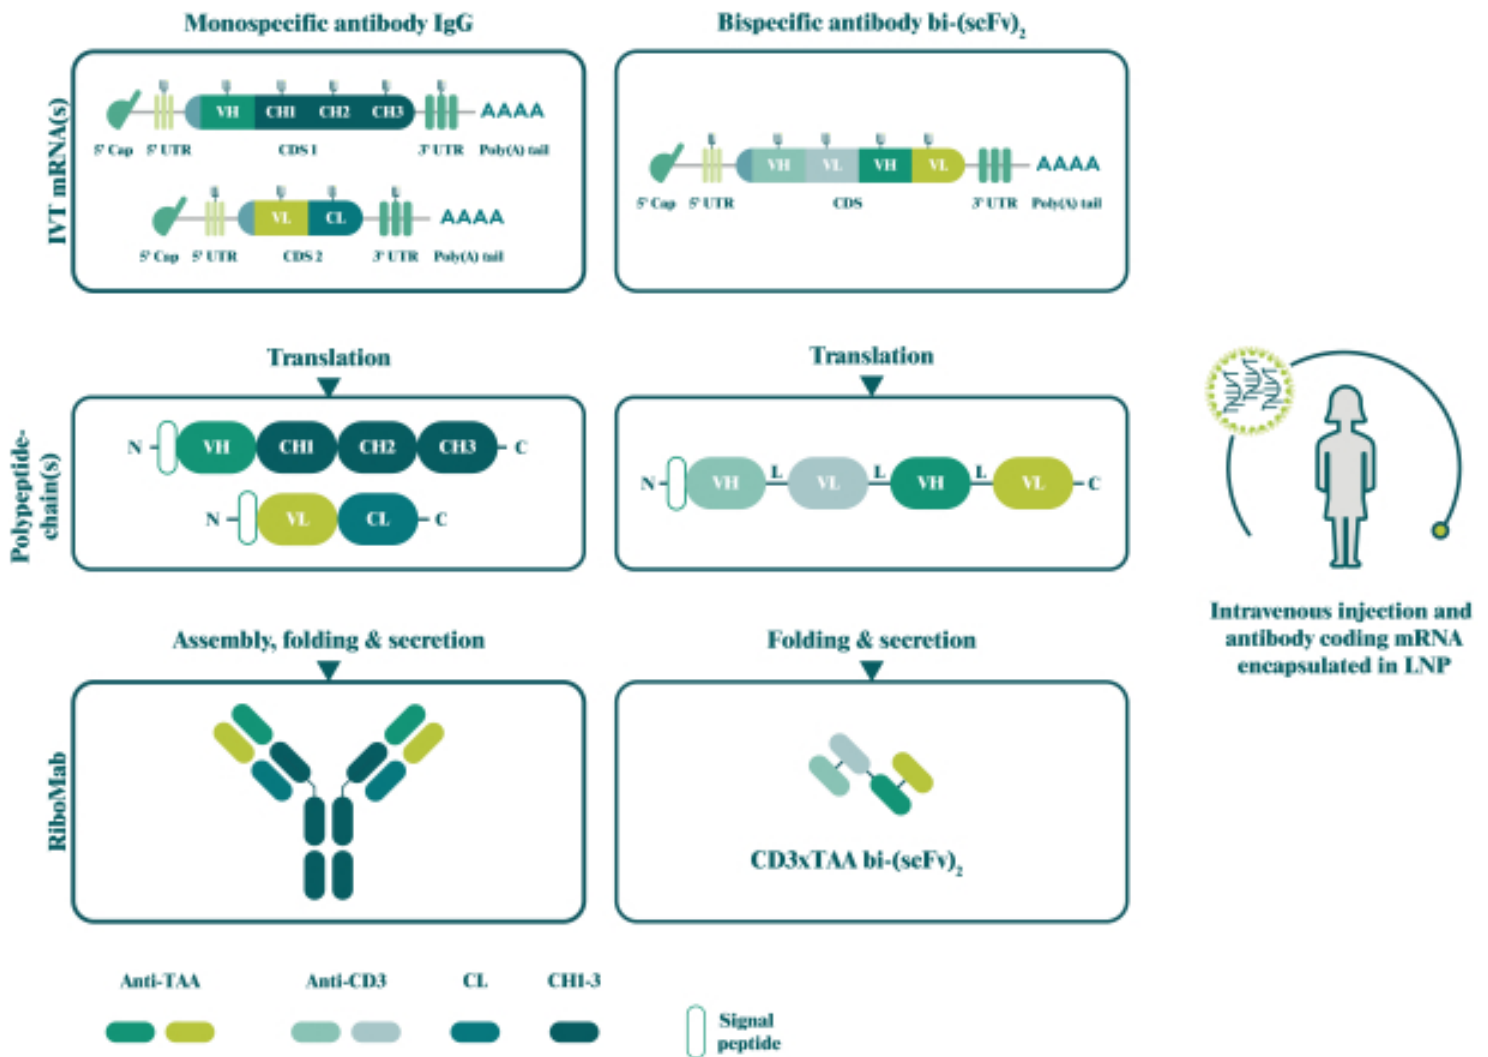 Monospecific antibody IgG
Bispecific antibody bi-(scFv)2
IVT mRNA(s)
VH CH1 CH2 CH3 AAAA
5' Cap 5' UTR CDS 1 3' UTR Poly(A) tail
VL CL AAAA
5' Cap 5' UTR CDS 2 3' UTR Poly(A) tail
VH VL VH VL AAAA
5' Cap 5' UTR CDS 3' UTR Poly(A) tail
Translation
Translation
Polypeptide-
chain(s)
N VH CH1 CH2 CH3 C
N VL CL C
N VH L VL L VH L VL C
Intravenous injection and
antibody coding mRNA
encapsulated in LNP
Assembly, folding & secretion
Folding & secretion
RiboMab
CD3xTAA bi-(scFv)2
Anti-TAA Anti-CD3 CL CH1-3
Signal
peptide